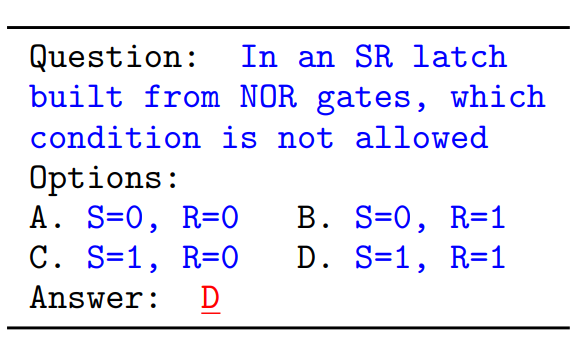 Question: In an SR latch
built from NOR gates, which
condition is not allowed
Options:
A. S=0, R=0 B. S=0, R=1
C. S=1, R=0 D. S=1, R=1
Answer: D